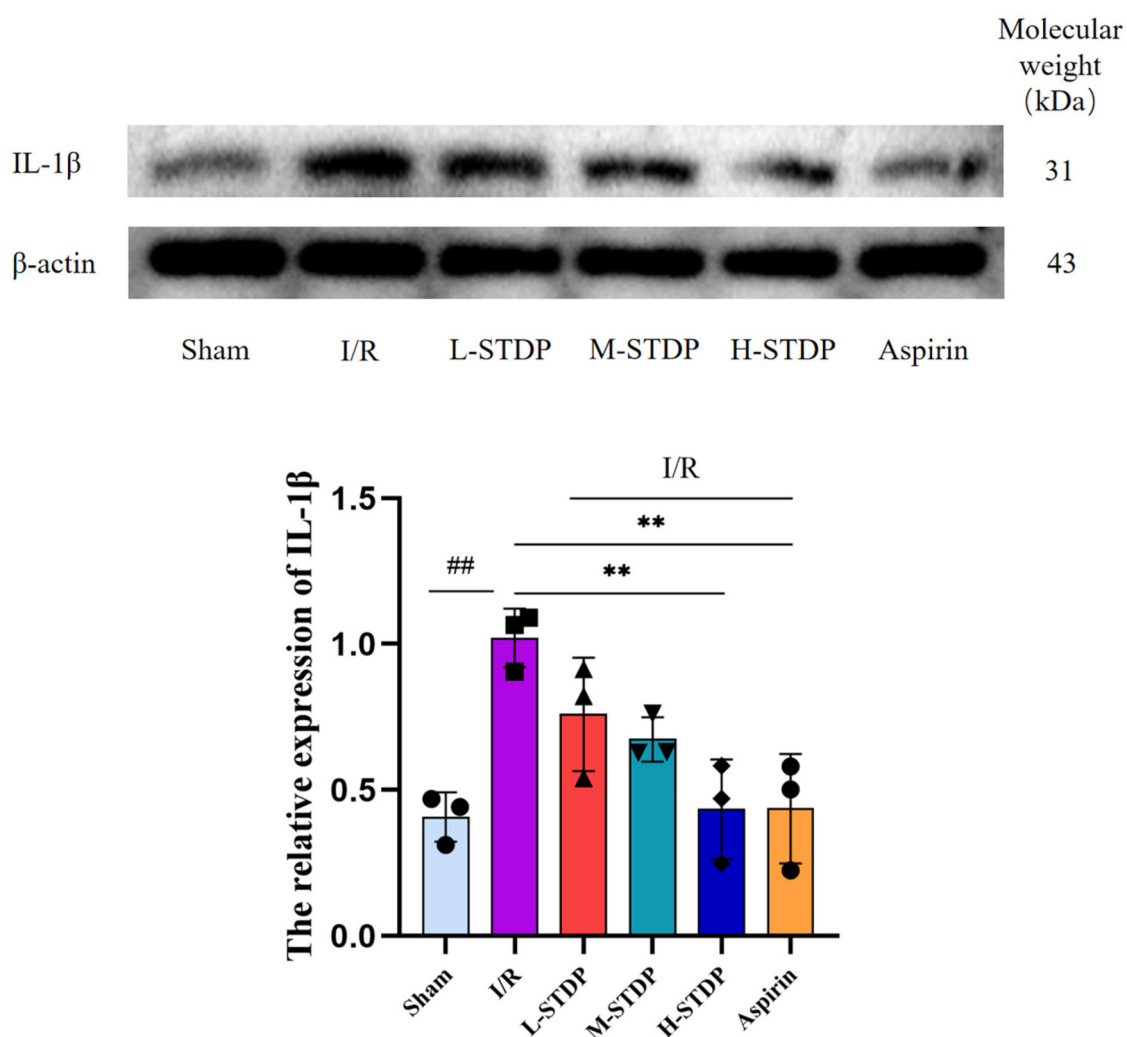 Molecular
weight
(kDa)
IL-1β
31
β-actin
43
Sham I/R L-STDP M-STDP H-STDP Aspirin
I/R
**
**
##
The relative expression of IL-1β
1.5
1.0
0.5
0.0
Sham
I/R
L-STDP
M-STDP
H-STDP
Aspirin